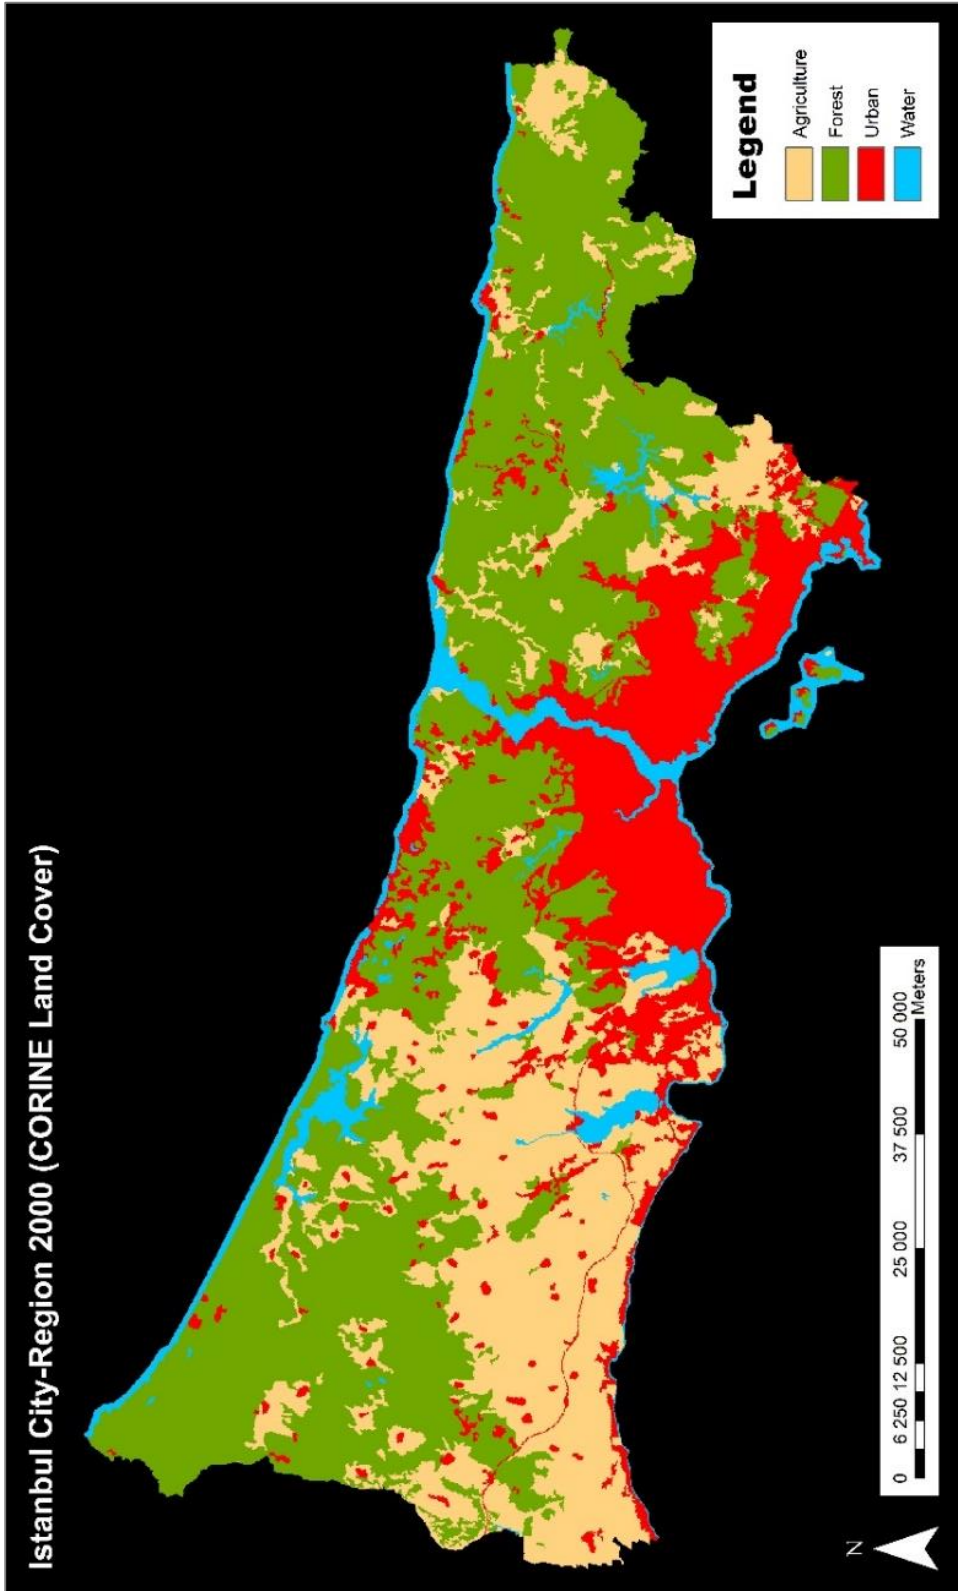 Istanbul City-Region 2000 (CORINE Land Cover)
Legend
Agriculture
Forest
Urban
Water
N
0 6 250 12 500 25 000 37 500 50 000
Meters